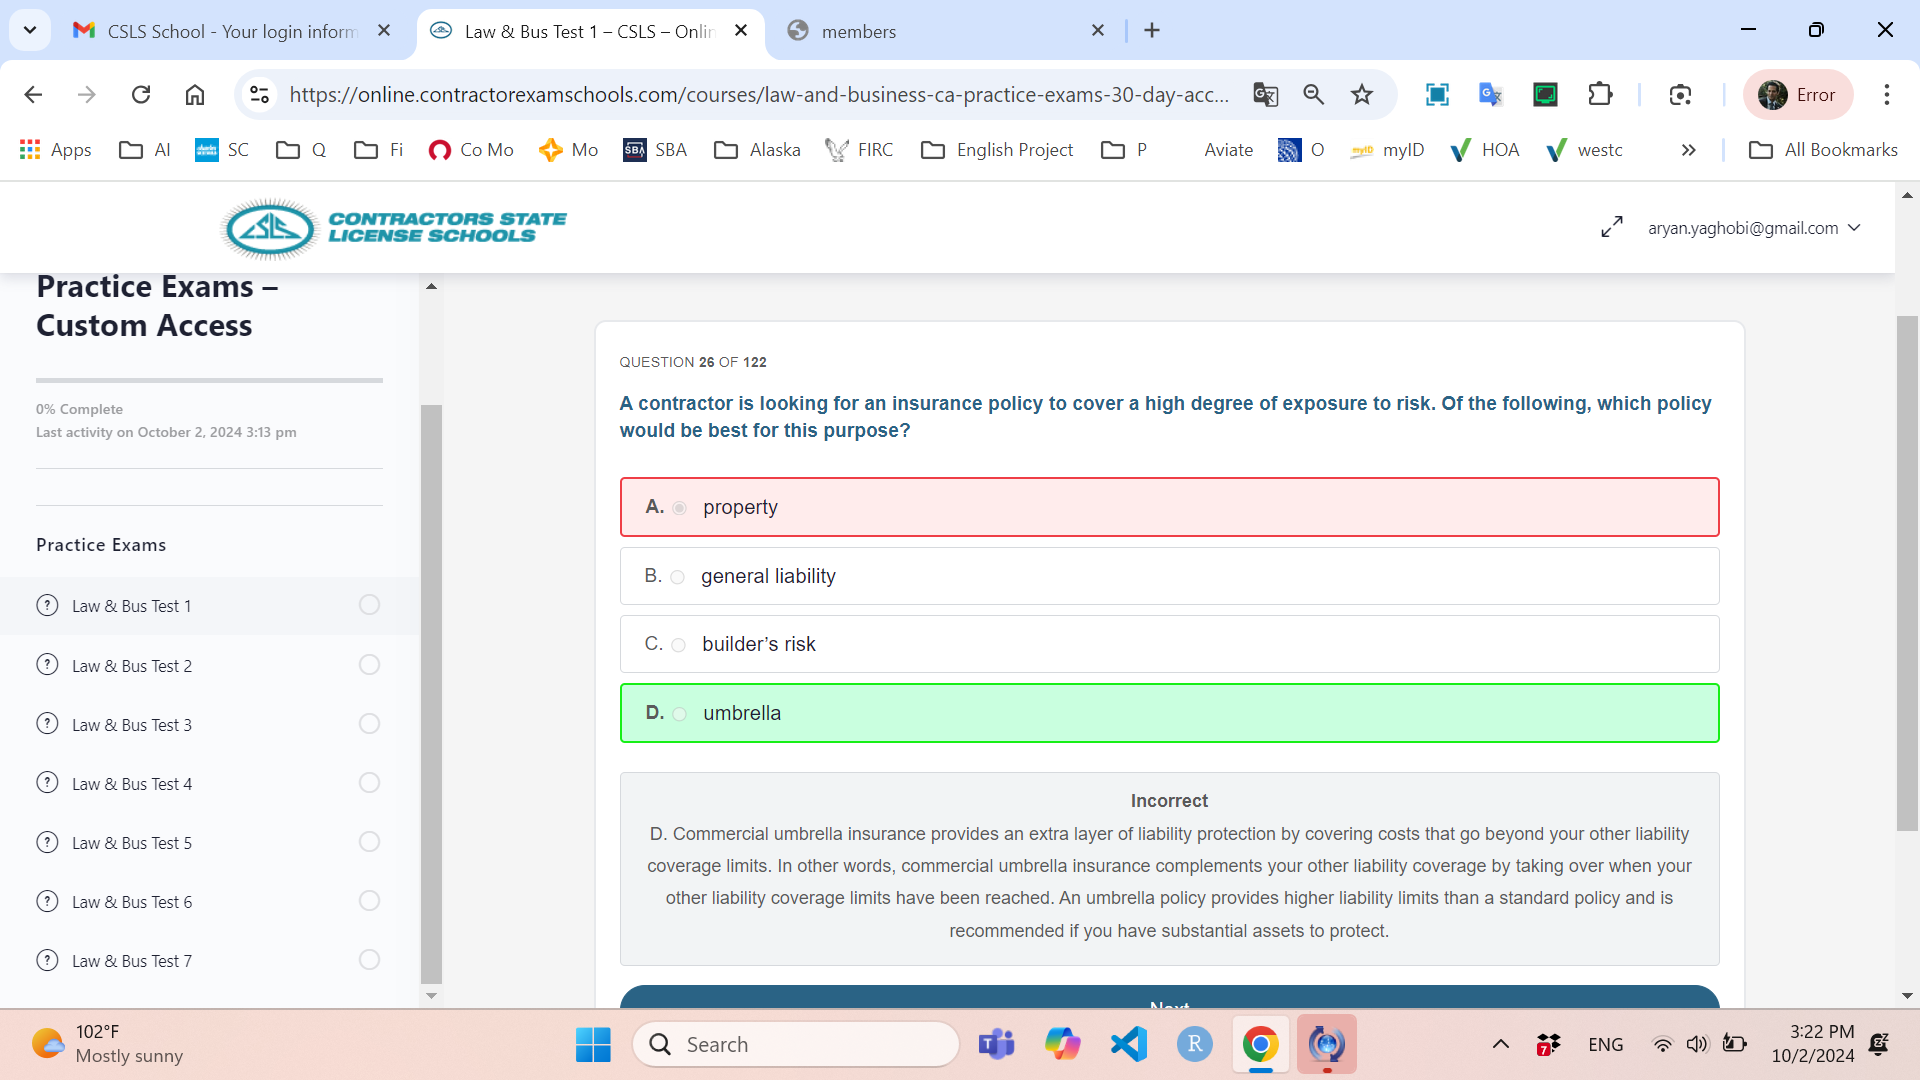 CSLS School - Your login inform
Law & Bus Test 1 – CSLS – Onlin
members
https://online.contractorexamschools.com/courses/law-and-business-ca-practice-exams-30-day-acc...
Error
Apps
AI
SC
Q
Fi
Co Mo
Mo
SBA
SBA
Alaska
FIRC
English Project
P
Aviate
O
myID
myID
HOA
westc
All Bookmarks
CSLS
CONTRACTORS STATE
LICENSE SCHOOLS
aryan.yaghobi@gmail.com
Practice Exams –
Custom Access
0% Complete
Last activity on October 2, 2024 3:13 pm
Practice Exams
Law & Bus Test 1
Law & Bus Test 2
Law & Bus Test 3
Law & Bus Test 4
Law & Bus Test 5
Law & Bus Test 6
Law & Bus Test 7
QUESTION 26 OF 122
A contractor is looking for an insurance policy to cover a high degree of exposure to risk. Of the following, which policy
would be best for this purpose?
A. property
B. general liability
C. builder’s risk
D. umbrella
Incorrect
D. Commercial umbrella insurance provides an extra layer of liability protection by covering costs that go beyond your other liability
coverage limits. In other words, commercial umbrella insurance complements your other liability coverage by taking over when your
other liability coverage limits have been reached. An umbrella policy provides higher liability limits than a standard policy and is
recommended if you have substantial assets to protect.
Next
102°F
Mostly sunny
Search
R
7
ENG
3:22 PM
10/2/2024